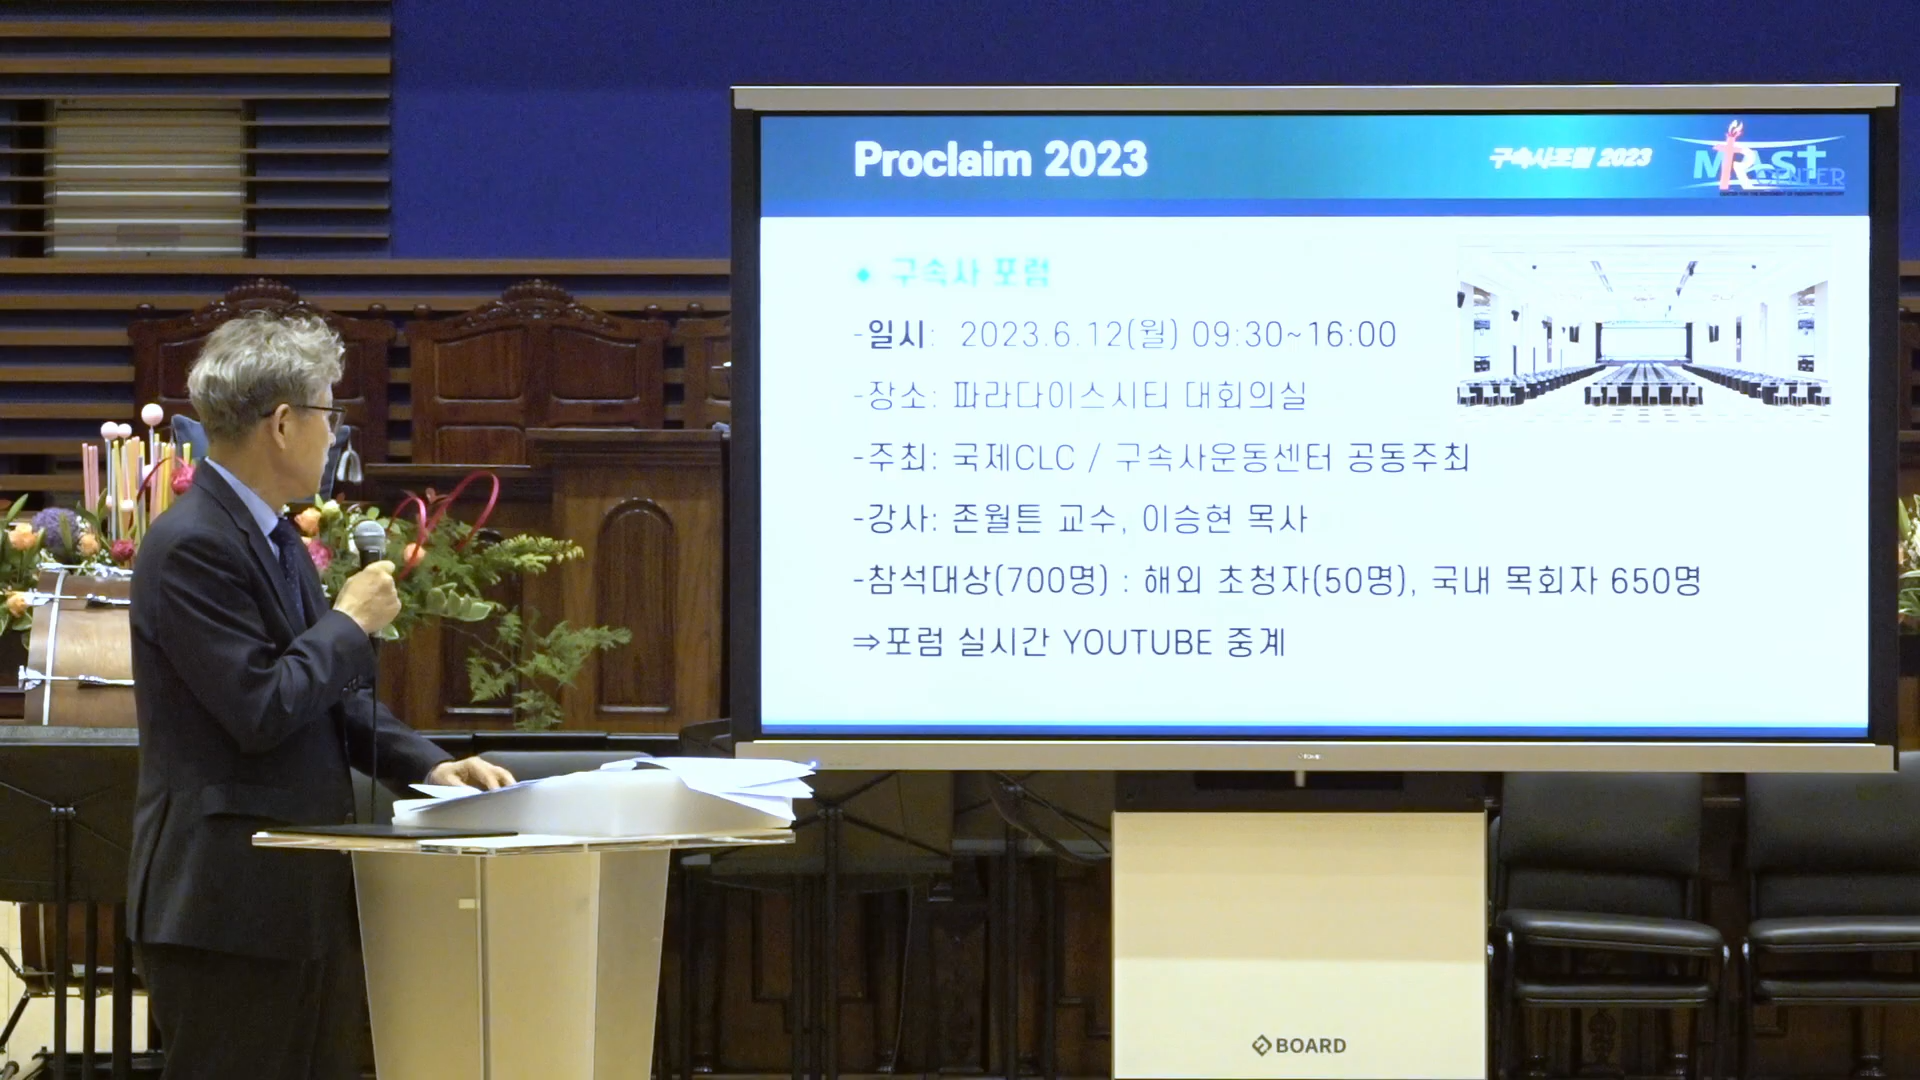 Proclaim 2023
구속사포럼 2023
MRHST
CENTER
◆ 구속사 포럼
-일시: 2023.6.12(월) 09:30~16:00
-장소: 파라다이스시티 대회의실
-주최: 국제CLC / 구속사운동센터 공동주최
-강사: 존월튼 교수, 이승현 목사
-참석대상(700명) : 해외 초청자(50명), 국내 목회자 650명
⇒포럼 실시간 YOUTUBE 중계
BOARD